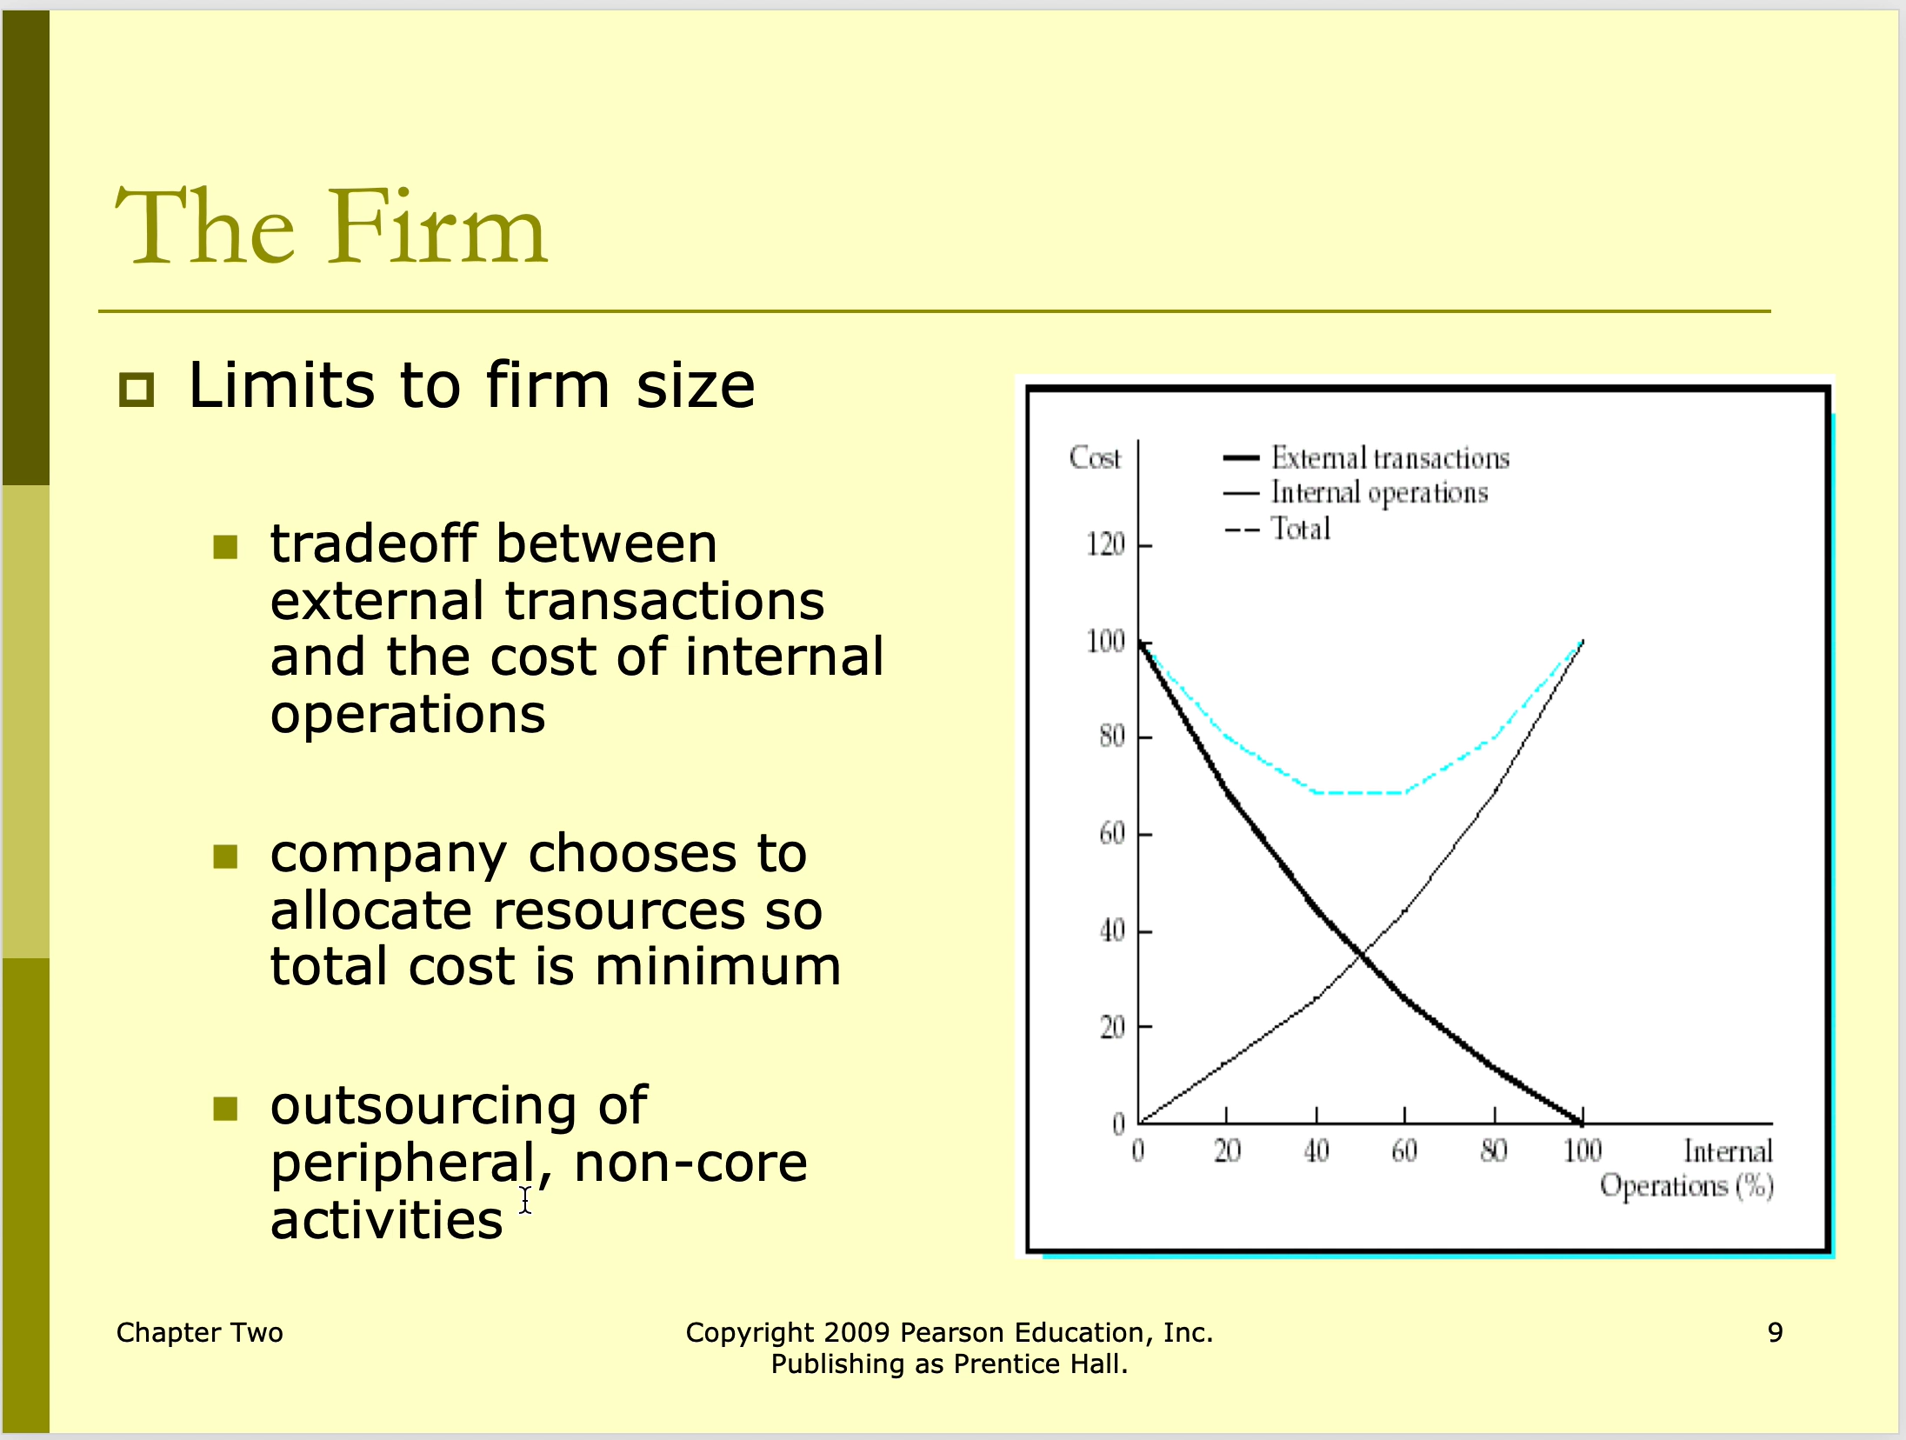 The Firm
Limits to firm size
tradeoff between
external transactions
and the cost of internal
operations
company chooses to
allocate resources so
total cost is minimum
outsourcing of
peripheral, non-core
activities
Cost
External transactions
Internal operations
Total
120
100
80
60
40
20
0
0 20 40 60 80 100 Internal
Operations (%)
Chapter Two
Copyright 2009 Pearson Education, Inc.
Publishing as Prentice Hall.
9